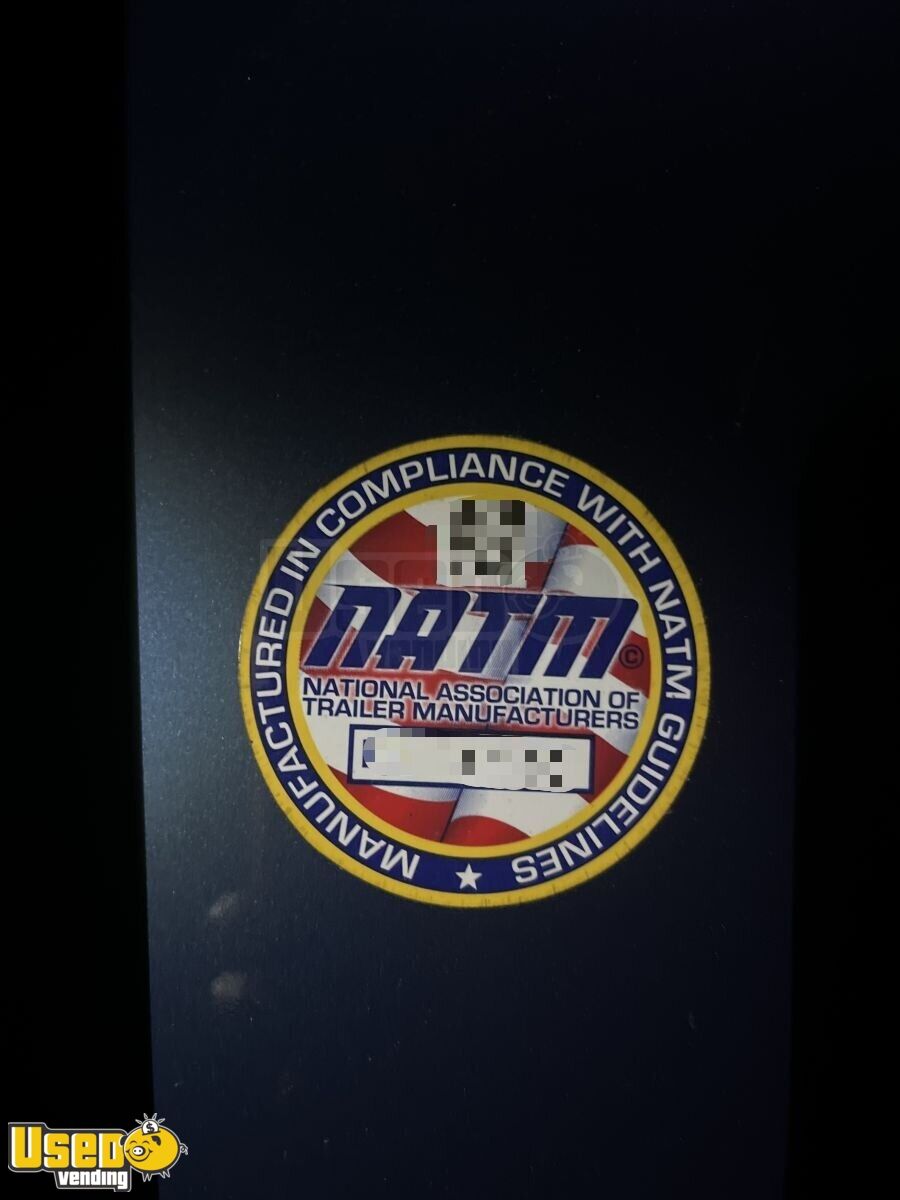 MANUFACTURED IN COMPLIANCE WITH NATM GUIDELINES
NATM ©
NATIONAL ASSOCIATION OF
TRAILER MANUFACTURERS
USED
vending